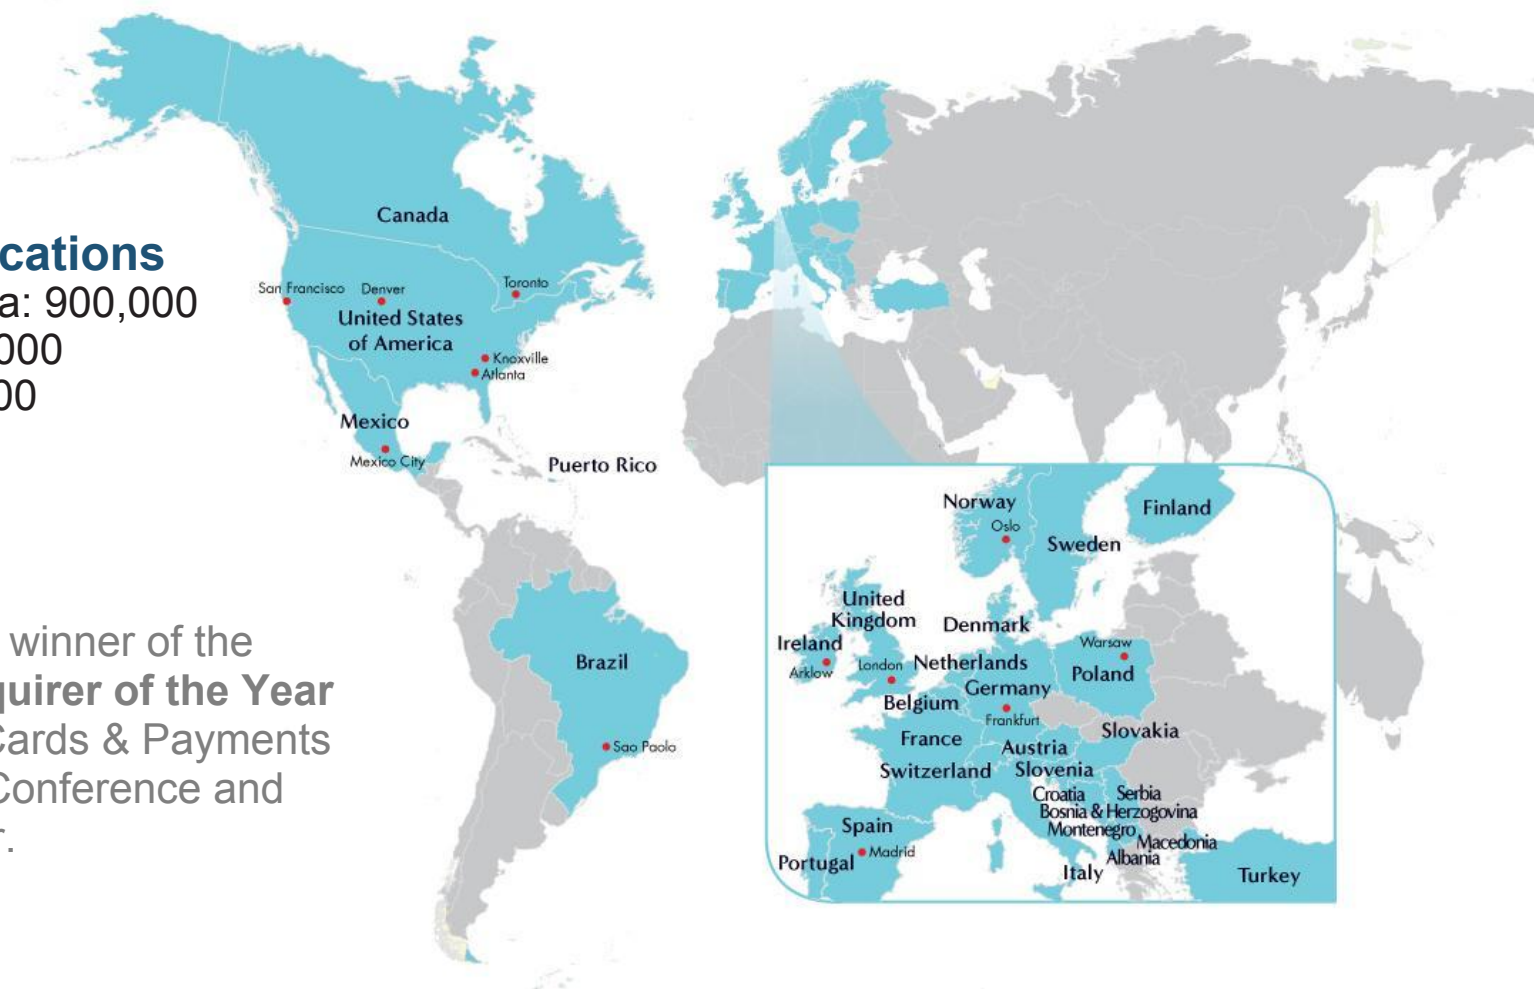 cations
a: 900,000
000
00
winner of the
quirer of the Year
Cards & Payments
Conference and
r.
Canada
San Francisco
Denver
Toronto
United States
of America
Knoxville
Atlanta
Mexico
Mexico City
Puerto Rico
Brazil
Sao Paolo
Norway
Oslo
Finland
Sweden
United
Kingdom
Denmark
Ireland
Arklow
London
Netherlands
Warsaw
Poland
Germany
Belgium
Frankfurt
Slovakia
France
Austria
Switzerland
Slovenia
Croatia
Serbia
Bosnia & Herzogovina
Montenegro
Macedonia
Albania
Spain
Madrid
Portugal
Italy
Turkey